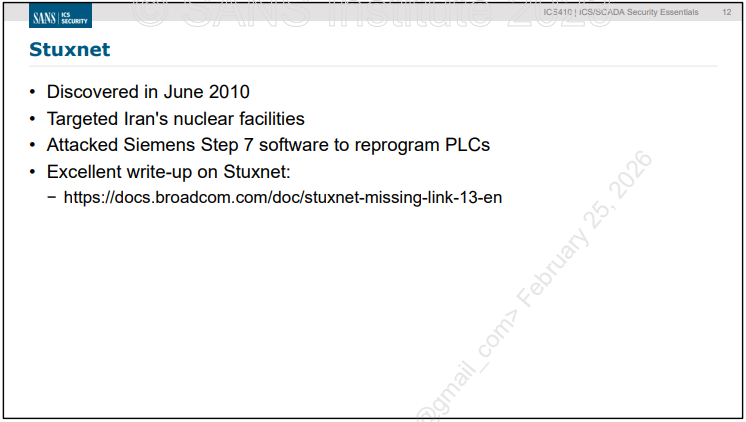 © SANS Institute 2026
SANS | ICS SECURITY
ICS410 | ICS/SCADA Security Essentials 12
Stuxnet
• Discovered in June 2010
• Targeted Iran's nuclear facilities
• Attacked Siemens Step 7 software to reprogram PLCs
• Excellent write-up on Stuxnet:
− https://docs.broadcom.com/doc/stuxnet-missing-link-13-en
@gmail_com> February 25, 2026